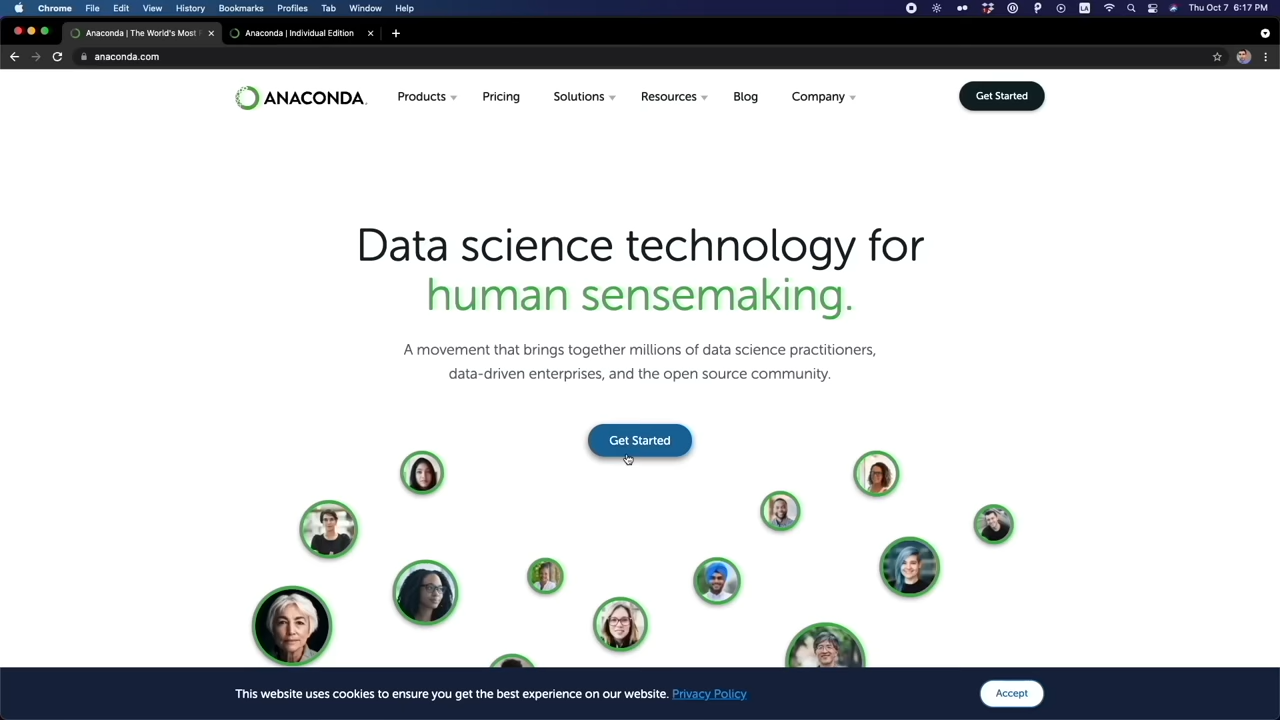 Chrome File Edit View History Bookmarks Profiles Tab Window Help
LA
Thu Oct 7 6:17 PM
Anaconda | The World's Most
Anaconda | Individual Edition
anaconda.com
ANACONDA.
Products
Pricing
Solutions
Resources
Blog
Company
Get Started
Data science technology for
human sensemaking.
A movement that brings together millions of data science practitioners,
data-driven enterprises, and the open source community.
Get Started
This website uses cookies to ensure you get the best experience on our website. Privacy Policy
Accept